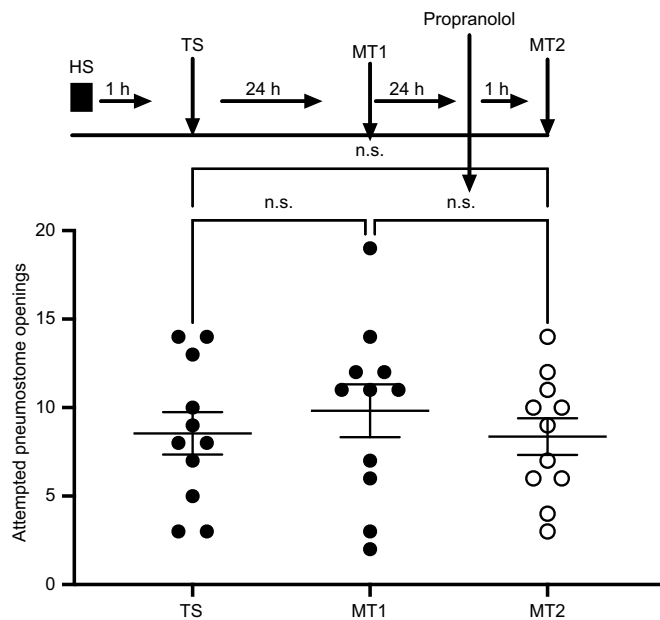 Propranolol
TS
MT1
MT2
HS
1 h
24 h
24 h
1 h
n.s.
n.s.
n.s.
20
15
10
5
0
Attempted pneumostome openings
TS
MT1
MT2